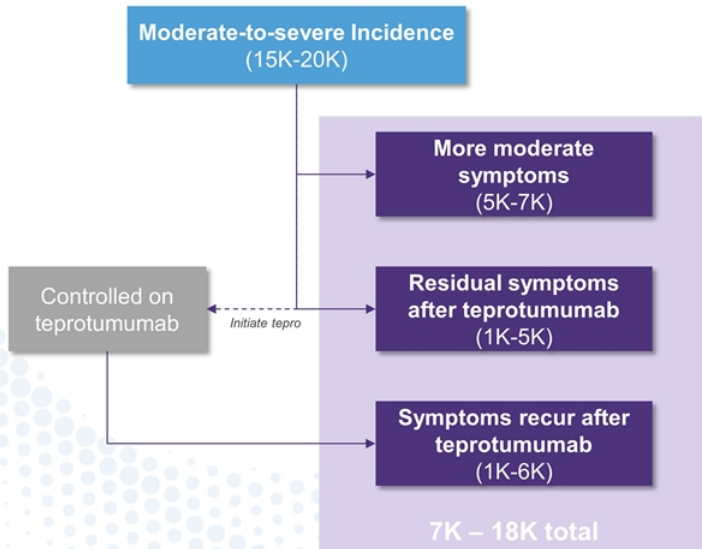 Moderate-to-severe Incidence
(15K-20K)
More moderate
symptoms
(5K-7K)
Controlled on
teprotumumab
Initiate tepro
Residual symptoms
after teprotumumab
(1K-5K)
Symptoms recur after
teprotumumab
(1K-6K)
7K – 18K total